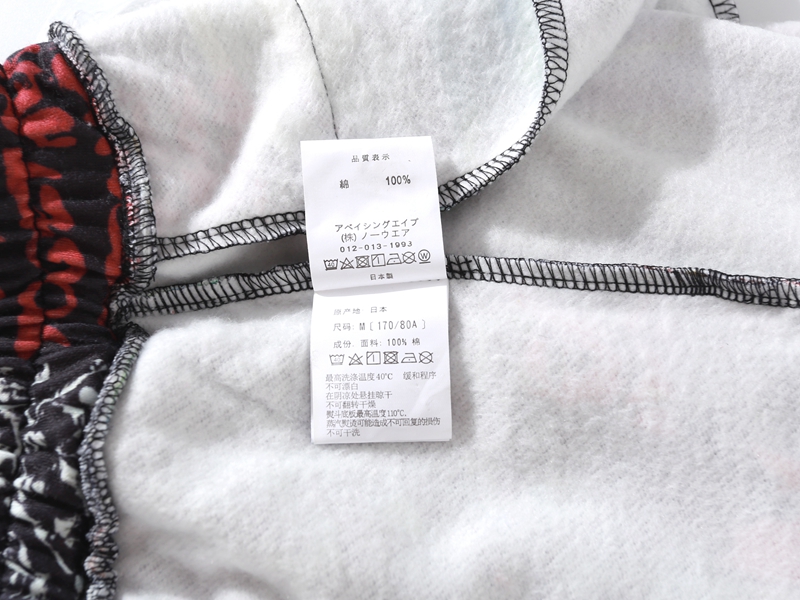 品質表示
綿 100%
アベイシングエイプ
(株) ノーウエア
012-013-1993
日本製
原产地 日本
尺码: M [170/80A]
成份. 面料: 100% 棉
最高洗涤温度40℃ 缓和程序
不可漂白
在阴凉处悬挂晾干
不可翻转干燥
熨斗底板最高温度110℃.
蒸汽熨烫可能造成不可回复的损伤
不可干洗